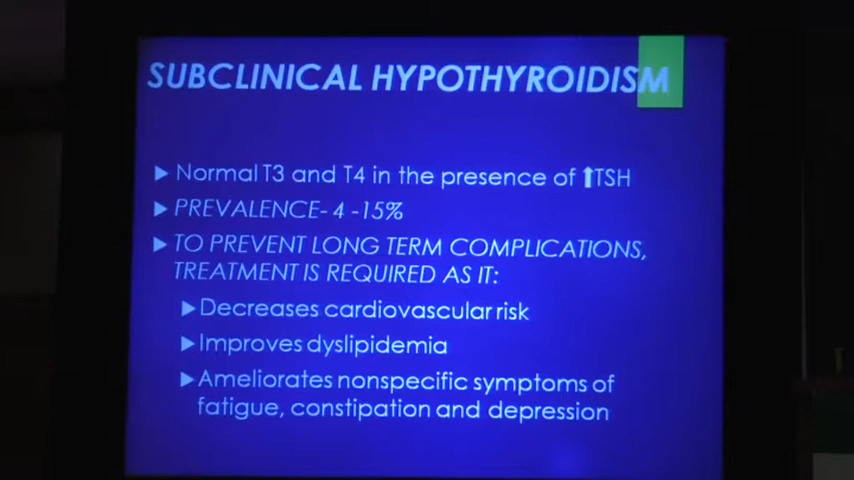 SUBCLINICAL HYPOTHYROIDISM
▶ Normal T3 and T4 in the presence of ⬆TSH
▶ PREVALENCE- 4 -15%
▶ TO PREVENT LONG TERM COMPLICATIONS,
TREATMENT IS REQUIRED AS IT:
▶ Decreases cardiovascular risk
▶ Improves dyslipidemia
▶ Ameliorates nonspecific symptoms of
fatigue, constipation and depression